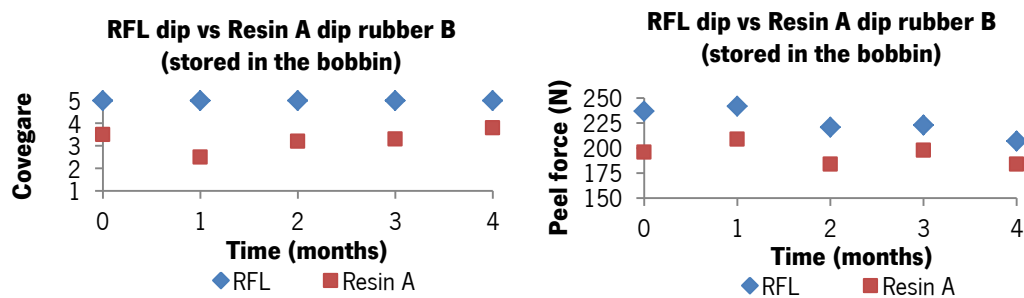 RFL dip vs Resin A dip rubber B
(stored in the bobbin)
Covegare
5
4
3
2
1
0 1 2 3 4
Time (months)
RFL Resin A
RFL dip vs Resin A dip rubber B
(stored in the bobbin)
Peel force (N)
250
225
200
175
150
0 1 2 3 4
Time (months)
RFL Resin A